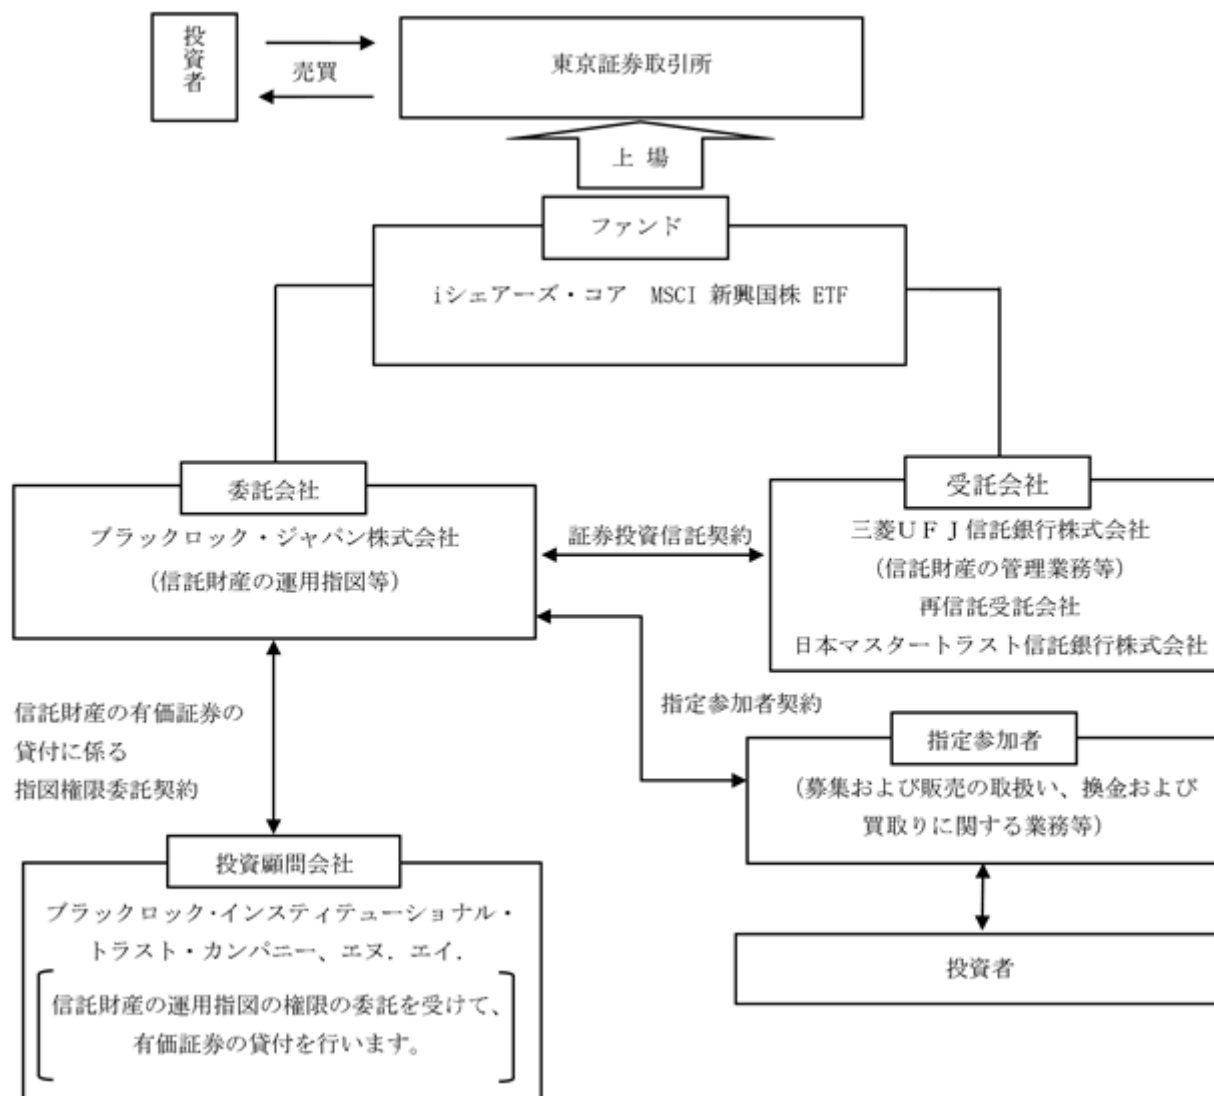 投資者
売買
東京証券取引所
上 場
ファンド
iシェアーズ・コア MSCI 新興国株 ETF
委託会社
ブラックロック・ジャパン株式会社
(信託財産の運用指図等)
証券投資信託契約
受託会社
三菱ＵＦＪ信託銀行株式会社
(信託財産の管理業務等)
再信託受託会社
日本マスタートラスト信託銀行株式会社
信託財産の有価証券の
貸付に係る
指図権限委託契約
指定参加者契約
指定参加者
(募集および販売の取扱い、換金および
買取りに関する業務等)
投資顧問会社
ブラックロック・インスティテューショナル・
トラスト・カンパニー、エヌ．エイ．
信託財産の運用指図の権限の委託を受けて、
有価証券の貸付を行います。
投資者